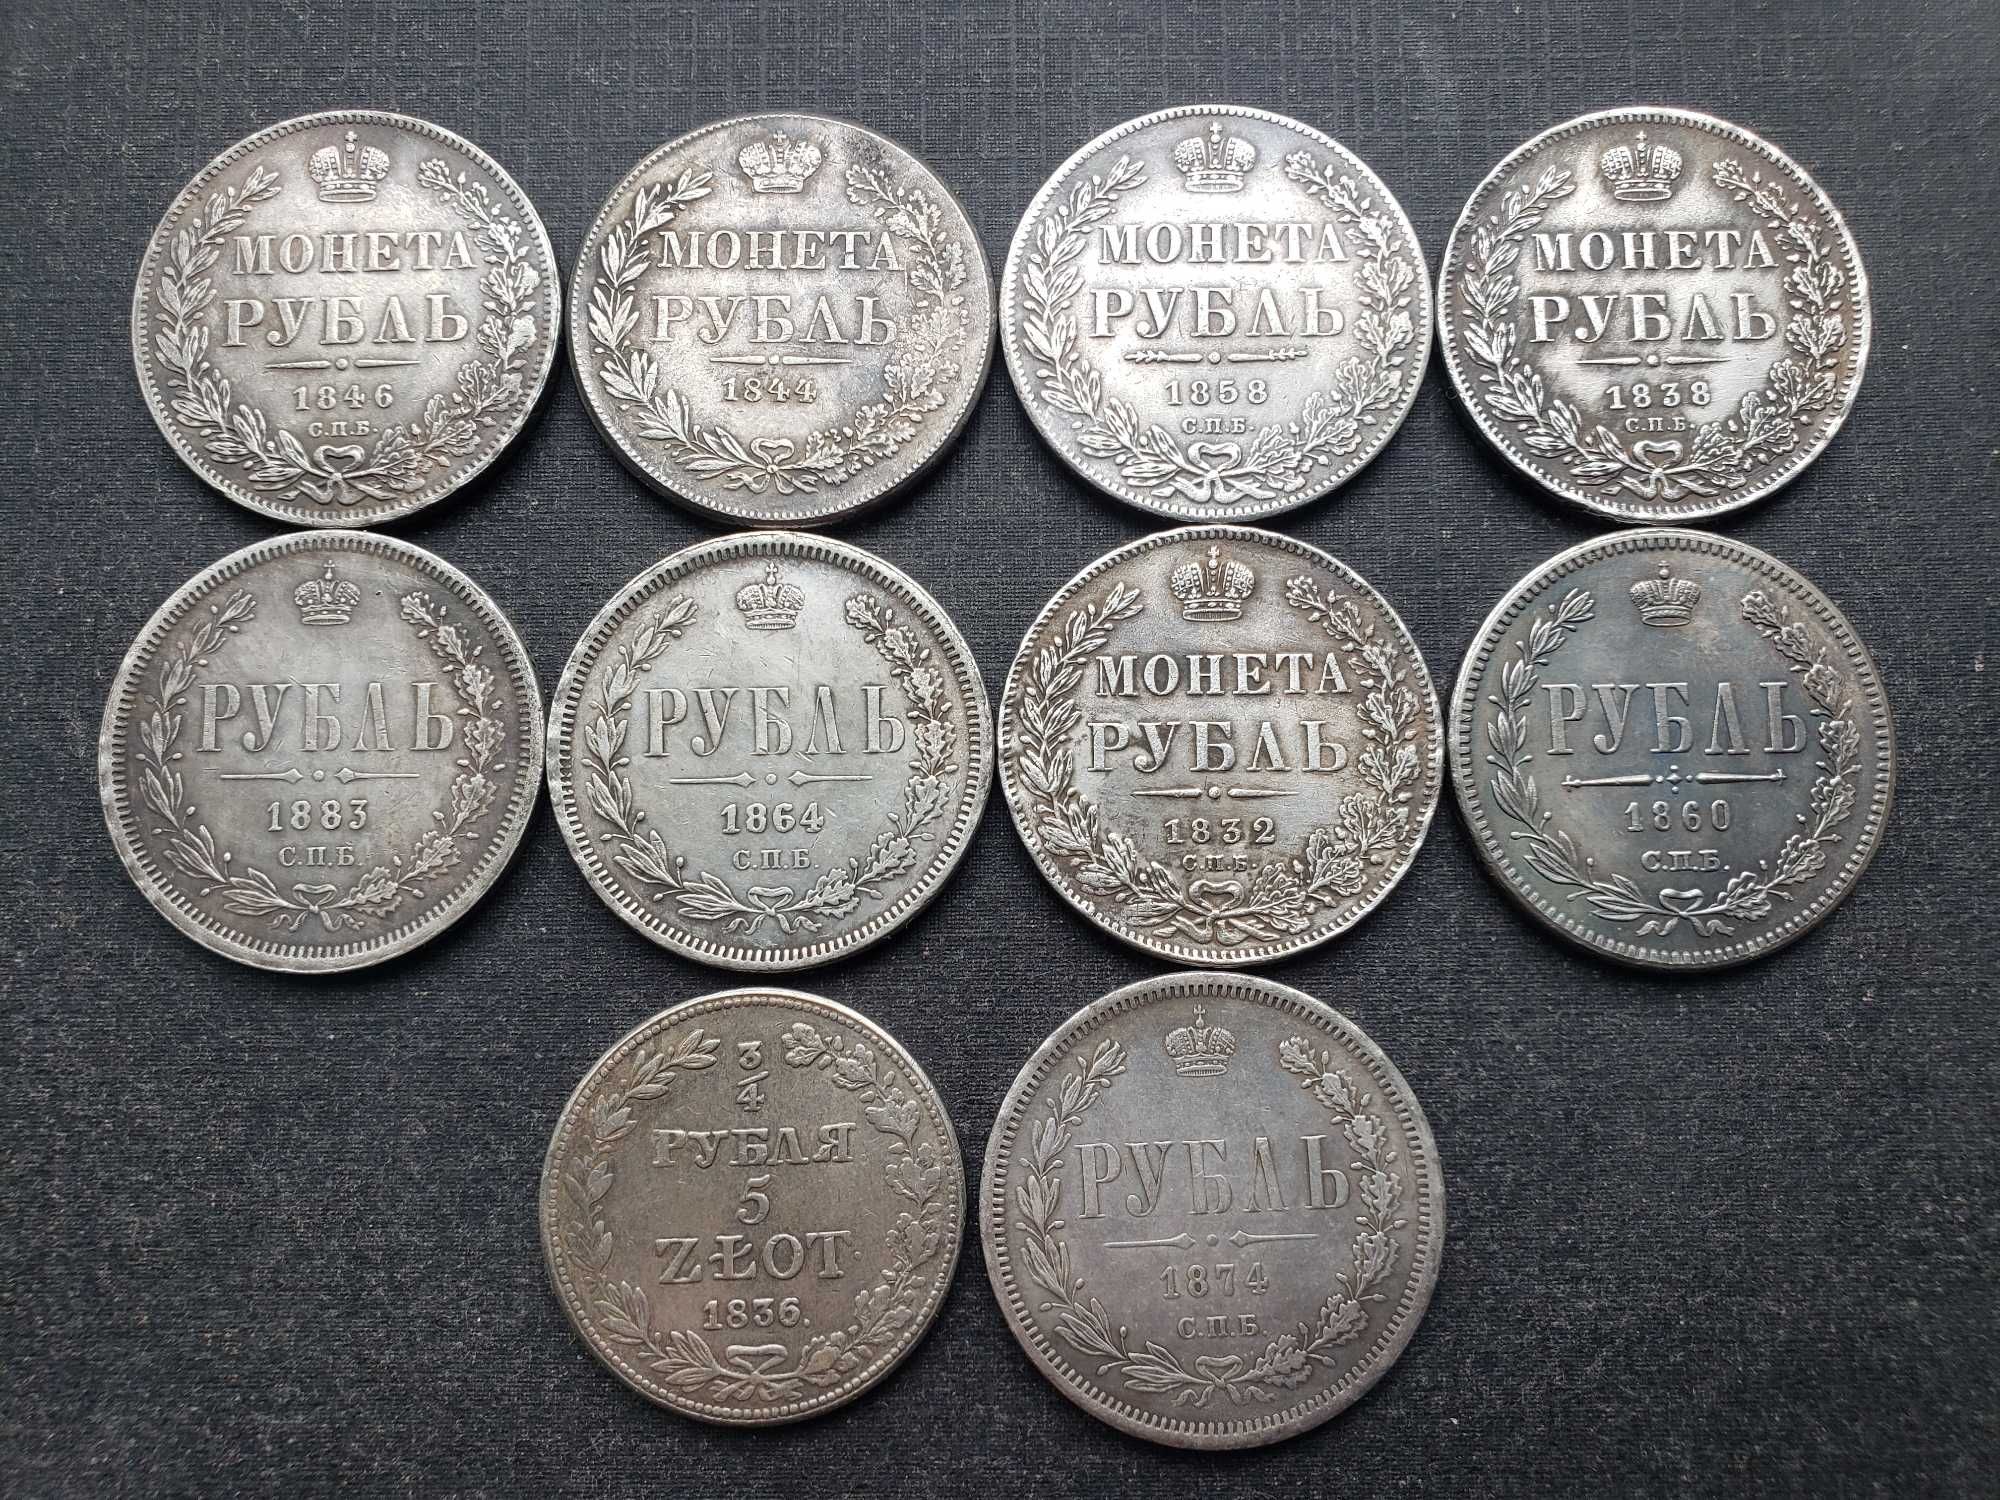 МОНЕТА
РУБЛЬ
1846
С.П.Б.
МОНЕТА
РУБЛЬ
1844
МОНЕТА
РУБЛЬ
1858
С.П.Б.
МОНЕТА
РУБЛЬ
1838
С.П.Б.
РУБЛЬ
1883
С.П.Б.
РУБЛЬ
1864
С.П.Б.
МОНЕТА
РУБЛЬ
1832
С.П.Б.
РУБЛЬ
1860
С.П.Б.
3/4
РУБЛЯ
5
ZŁOT.
1836.
РУБЛЬ
1874
С.П.Б.